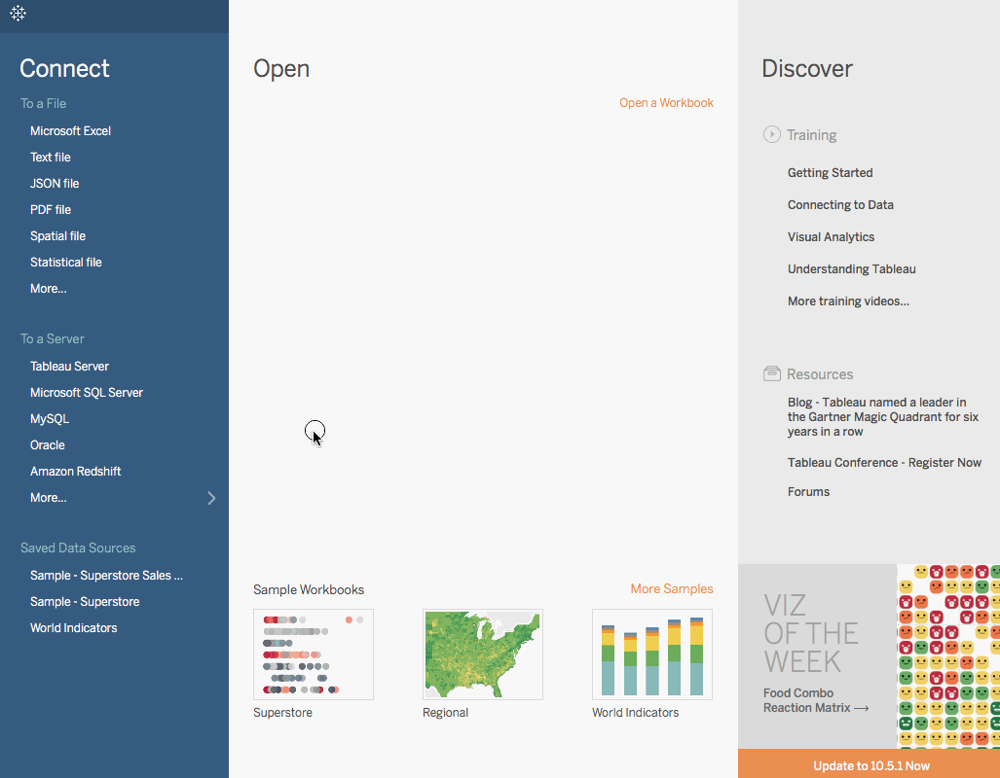 Connect
To a File
Microsoft Excel
Text file
JSON file
PDF file
Spatial file
Statistical file
More...
To a Server
Tableau Server
Microsoft SQL Server
MySQL
Oracle
Amazon Redshift
More...
Saved Data Sources
Sample - Superstore Sales ...
Sample - Superstore
World Indicators
Open
Open a Workbook
Sample Workbooks
More Samples
Superstore
Regional
World Indicators
Discover
Training
Getting Started
Connecting to Data
Visual Analytics
Understanding Tableau
More training videos...
Resources
Blog - Tableau named a leader in
the Gartner Magic Quadrant for six
years in a row
Tableau Conference - Register Now
Forums
VIZ
OF THE
WEEK
Food Combo
Reaction Matrix →
Update to 10.5.1 Now